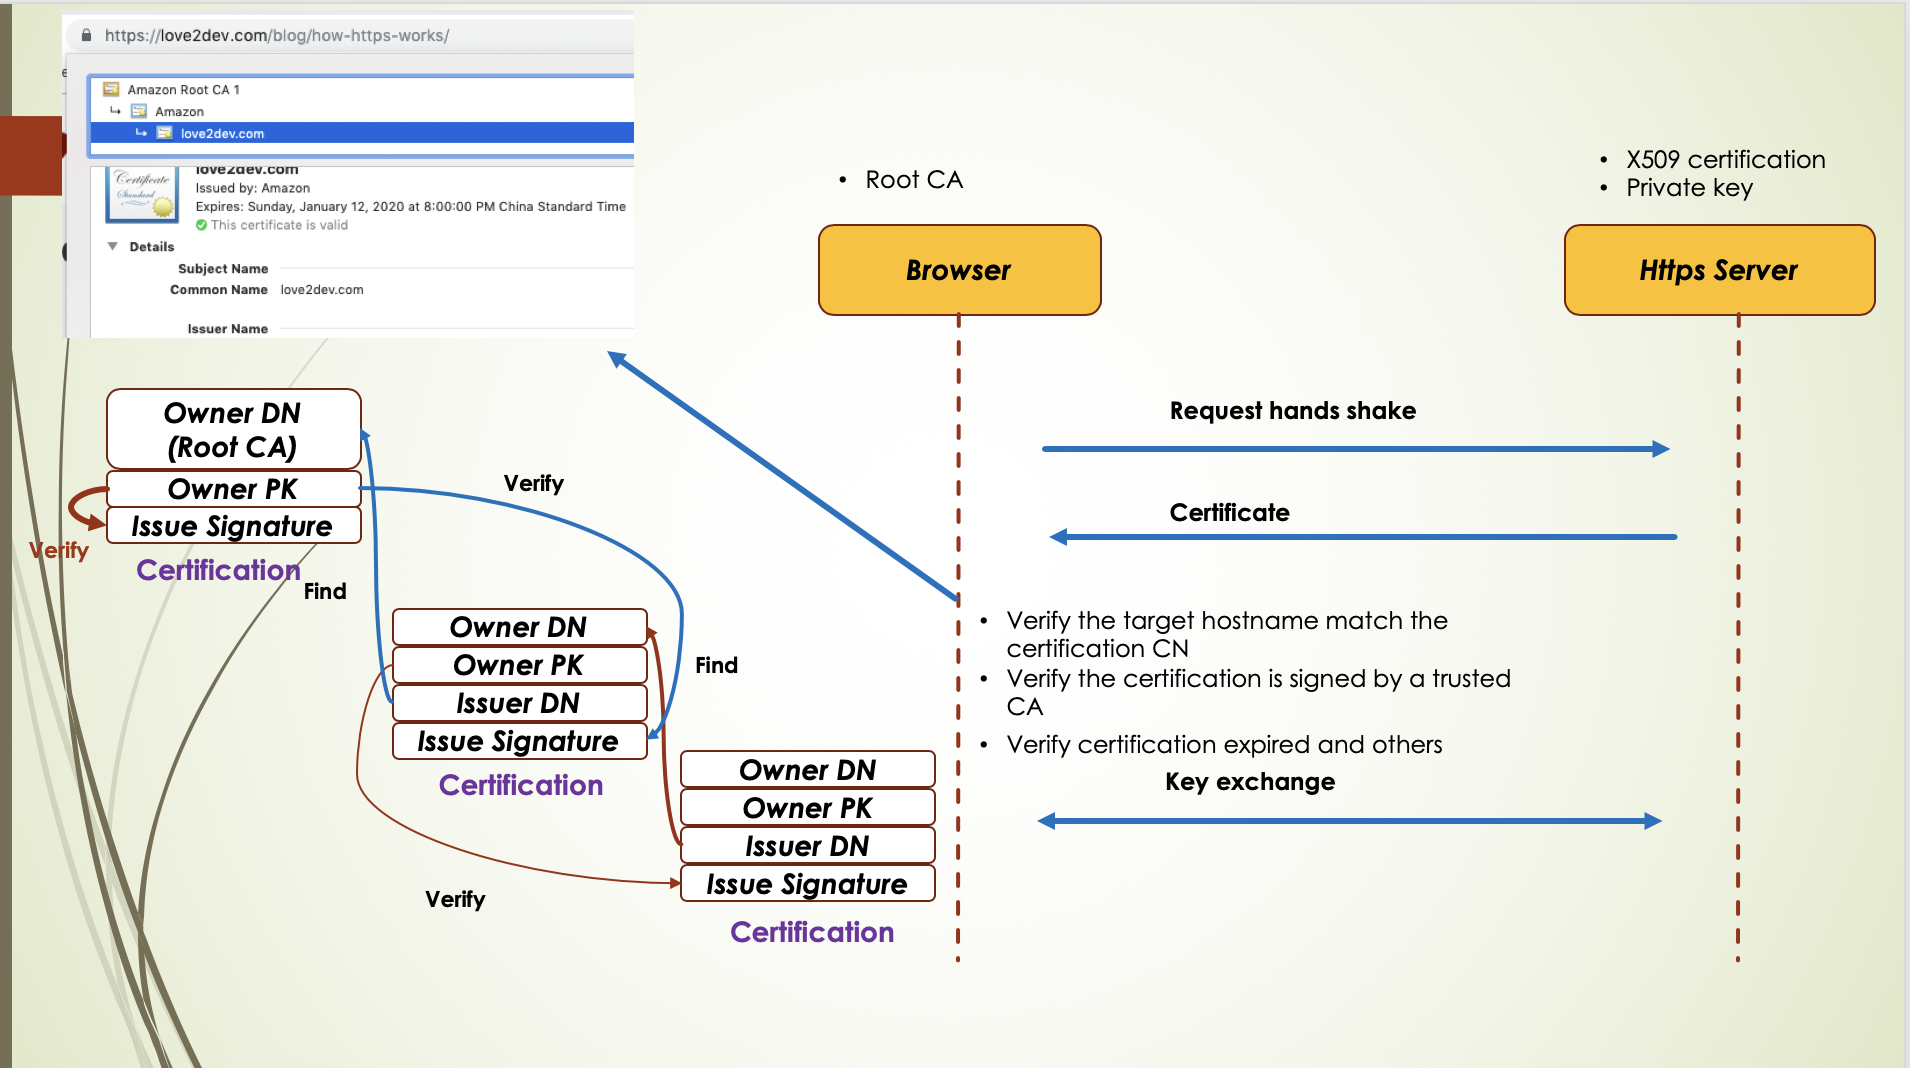 https://love2dev.com/blog/how-https-works/
Amazon Root CA 1
Amazon
love2dev.com
Certificate
Standard
love2dev.com
Issued by: Amazon
Expires: Sunday, January 12, 2020 at 8:00:00 PM China Standard Time
This certificate is valid
Details
Subject Name
Common Name love2dev.com
Issuer Name
• Root CA
• X509 certification
• Private key
Browser
Https Server
Request hands shake
Certificate
• Verify the target hostname match the
certification CN
• Verify the certification is signed by a trusted
CA
• Verify certification expired and others
Key exchange
Owner DN
(Root CA)
Owner PK
Issue Signature
Verify
Certification
Find
Verify
Owner DN
Owner PK
Issuer DN
Issue Signature
Certification
Find
Verify
Owner DN
Owner PK
Issuer DN
Issue Signature
Certification